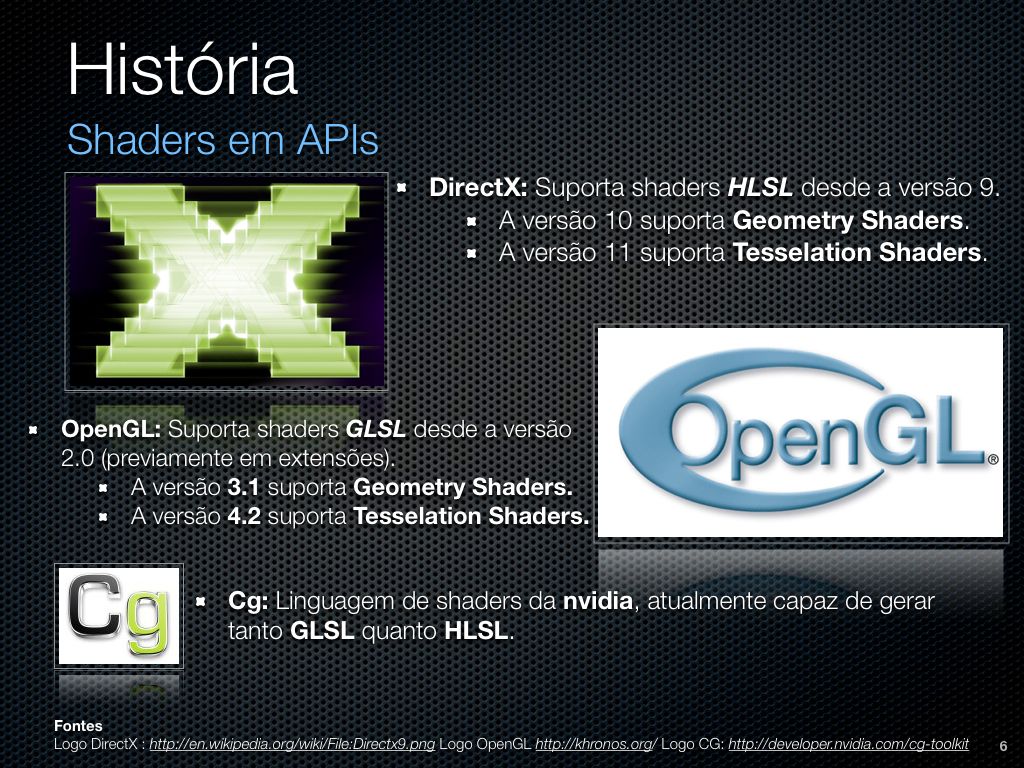 História
Shaders em APIs
DirectX: Suporta shaders HLSL desde a versão 9.
A versão 10 suporta Geometry Shaders.
A versão 11 suporta Tesselation Shaders.
OpenGL®
OpenGL: Suporta shaders GLSL desde a versão
2.0 (previamente em extensões).
A versão 3.1 suporta Geometry Shaders.
A versão 4.2 suporta Tesselation Shaders.
Cg
Cg: Linguagem de shaders da nvidia, atualmente capaz de gerar
tanto GLSL quanto HLSL.
Fontes
Logo DirectX : http://en.wikipedia.org/wiki/File:Directx9.png Logo OpenGL http://khronos.org/ Logo CG: http://developer.nvidia.com/cg-toolkit
6